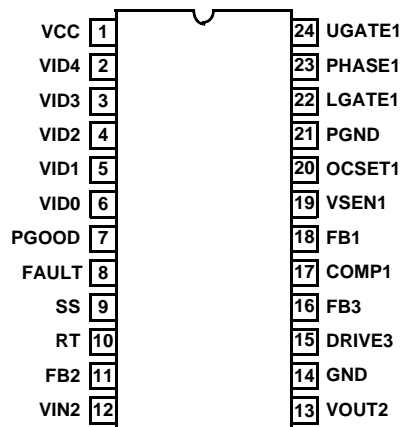 VCC 1 24 UGATE1
VID4 2 23 PHASE1
VID3 3 22 LGATE1
VID2 4 21 PGND
VID1 5 20 OCSET1
VID0 6 19 VSEN1
PGOOD 7 18 FB1
FAULT 8 17 COMP1
SS 9 16 FB3
RT 10 15 DRIVE3
FB2 11 14 GND
VIN2 12 13 VOUT2